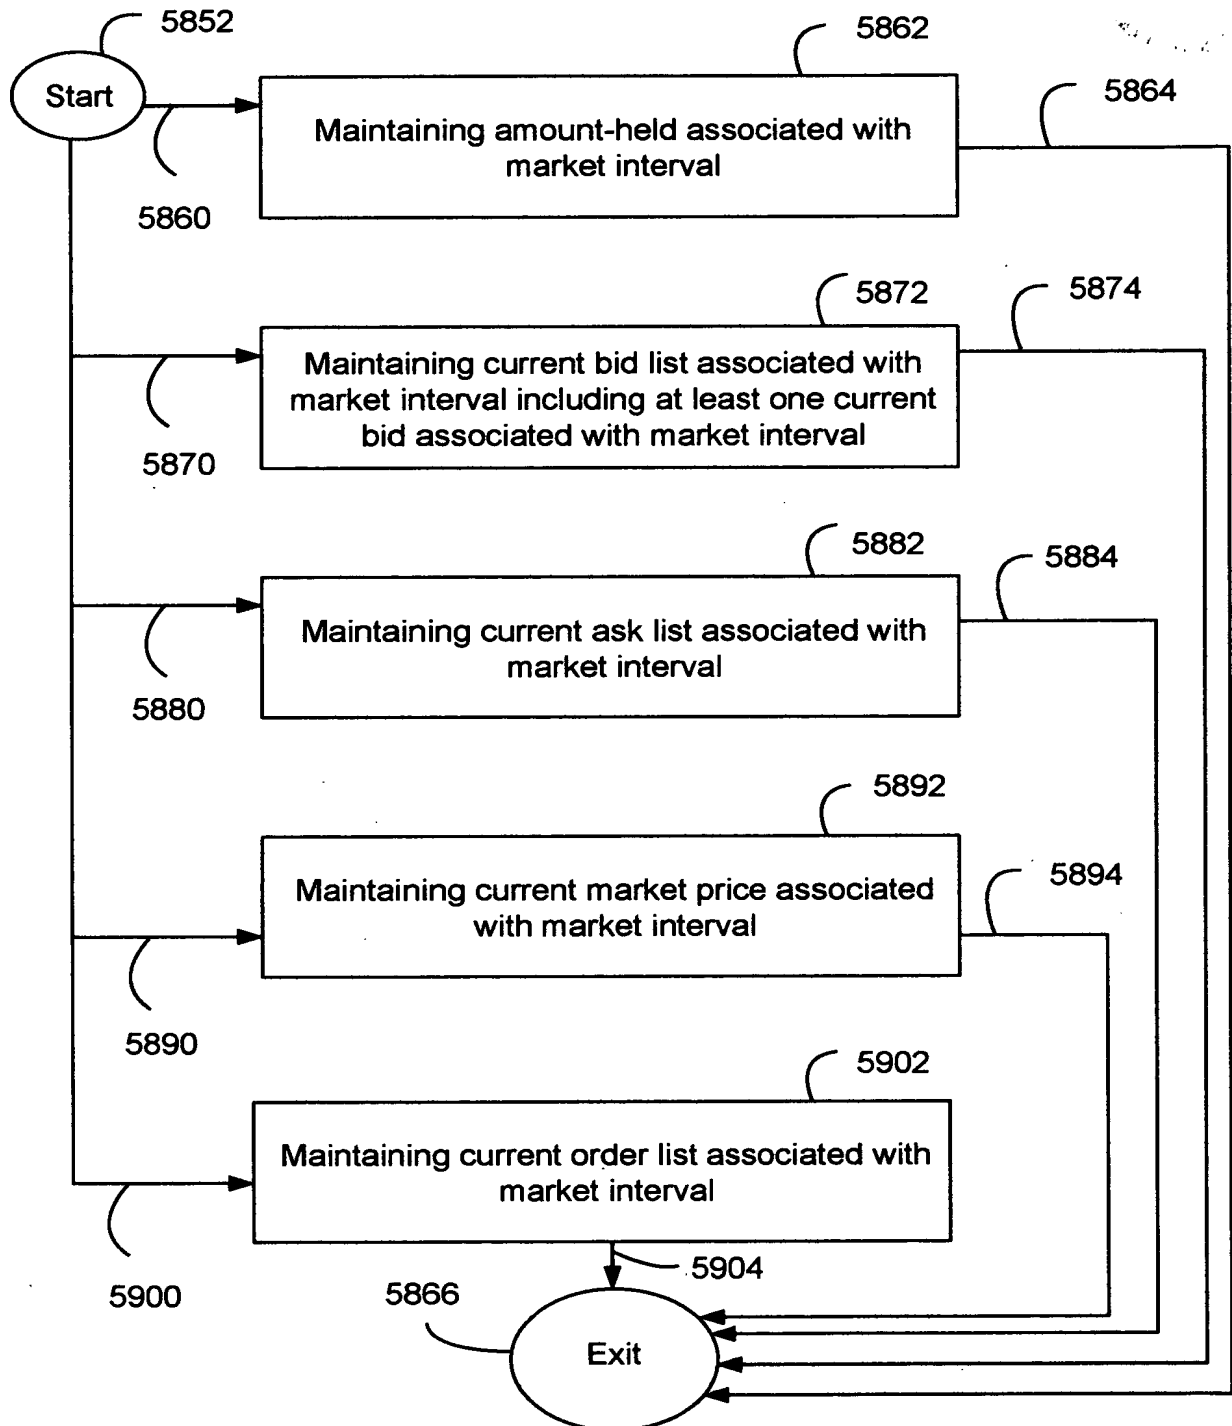 5852
Start
5862
5864
Maintaining amount-held associated with
market interval
5860
5872
5874
Maintaining current bid list associated with
market interval including at least one current
bid associated with market interval
5870
5882
5884
Maintaining current ask list associated with
market interval
5880
5892
5894
Maintaining current market price associated
with market interval
5890
5902
Maintaining current order list associated with
market interval
5900
5904
5866
Exit